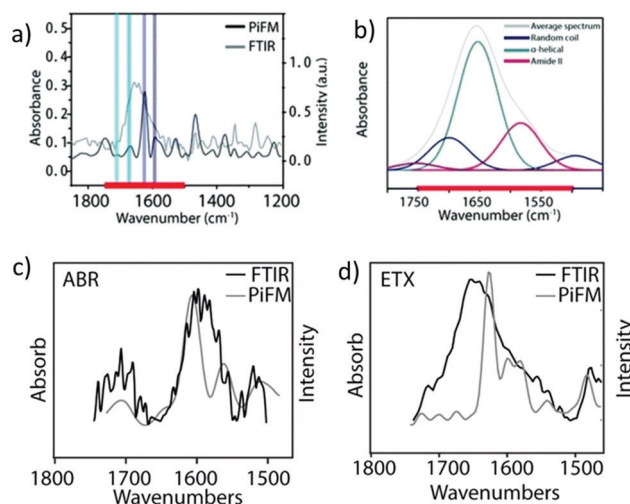 a)
0.5
0.4
0.3
0.2
0.1
0.0
Absorbance
PiFM
FTIR
1.0
0.5
0.0
Intensity (a.u.)
1800 1600 1400 1200
Wavenumber (cm⁻¹)
b)
Absorbance
Average spectrum
Random coil
α-helical
Amide II
1750 1650 1550
Wavenumber (cm⁻¹)
c)
ABR
FTIR
PiFM
Absorb
Intensity
1800 1700 1600 1500
Wavenumbers
d)
ETX
FTIR
PiFM
Absorb
Intensity
1800 1700 1600 1500
Wavenumbers